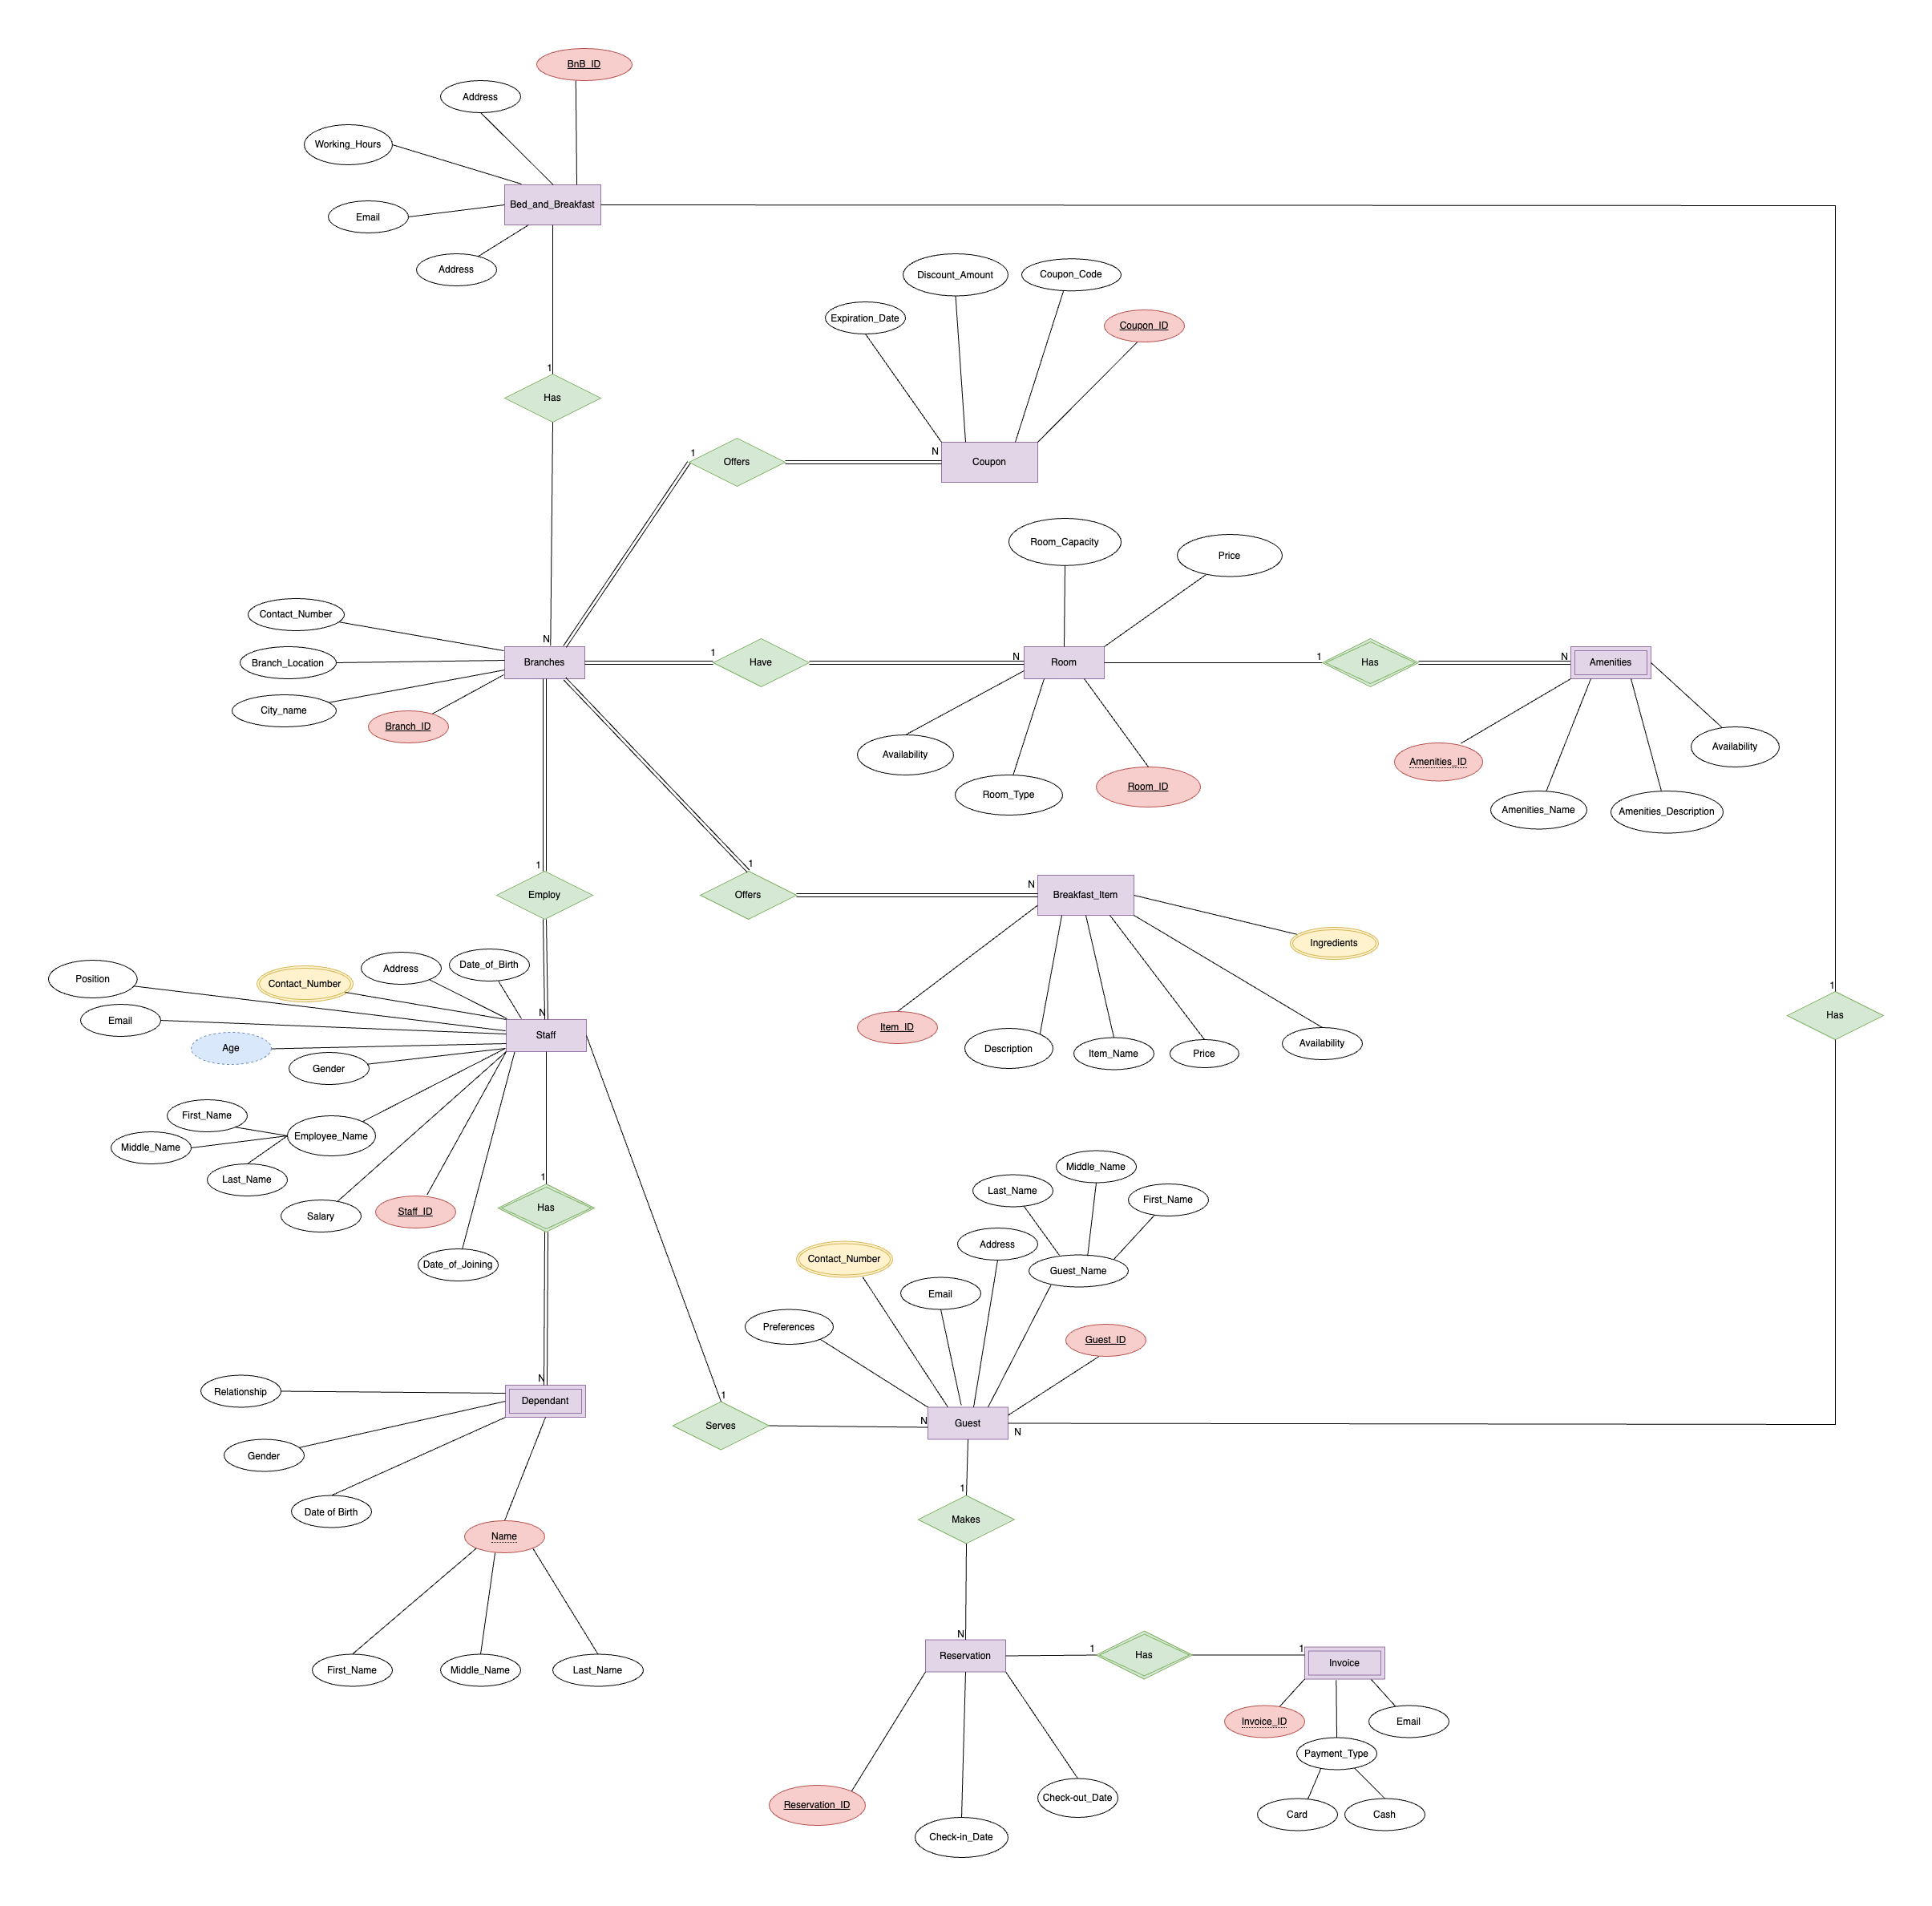 BnB_ID
Address
Working_Hours
Bed_and_Breakfast
Email
Address
Discount_Amount
Coupon_Code
Expiration_Date
Coupon_ID
1
Has
1
Offers
N
Coupon
Room_Capacity
Price
Contact_Number
N
Branch_Location
Branches
1
Have
N
Room
1
Has
N
Amenities
City_name
Branch_ID
Availability
Room_Type
Room_ID
Amenities_ID
Amenities_Name
Amenities_Description
Availability
1
Employ
1
Offers
N
Breakfast_Item
Ingredients
Position
Contact_Number
Address
Date_of_Birth
Email
N
Staff
Age
Gender
Item_ID
Description
Item_Name
Price
Availability
1
Has
First_Name
Middle_Name
Employee_Name
Last_Name
Salary
Staff_ID
Date_of_Joining
1
Has
Middle_Name
Last_Name
First_Name
Contact_Number
Address
Guest_Name
Email
Preferences
Guest_ID
Relationship
N
Dependant
1
Serves
N
Guest
N
Gender
Date of Birth
1
Makes
Name
First_Name
Middle_Name
Last_Name
N
Reservation
1
Has
1
Invoice
Invoice_ID
Email
Payment_Type
Card
Cash
Reservation_ID
Check-in_Date
Check-out_Date